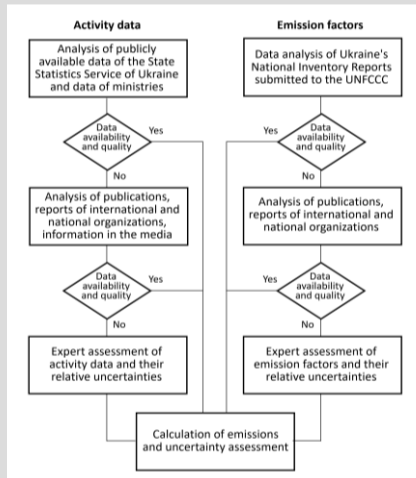 Activity data
Analysis of publicly
available data of the State
Statistics Service of Ukraine
and data of ministries
Data
availability
and quality
Yes
No
Analysis of publications,
reports of international and
national organizations,
information in the media
Data
availability
and quality
Yes
No
Expert assessment of
activity data and their
relative uncertainties
Emission factors
Data analysis of Ukraine's
National Inventory Reports
submitted to the UNFCCC
Yes
Data
availability
and quality
No
Analysis of publications,
reports of international and
national organizations
Yes
Data
availability
and quality
No
Expert assessment of
emission factors and their
relative uncertainties
Calculation of emissions
and uncertainty assessment